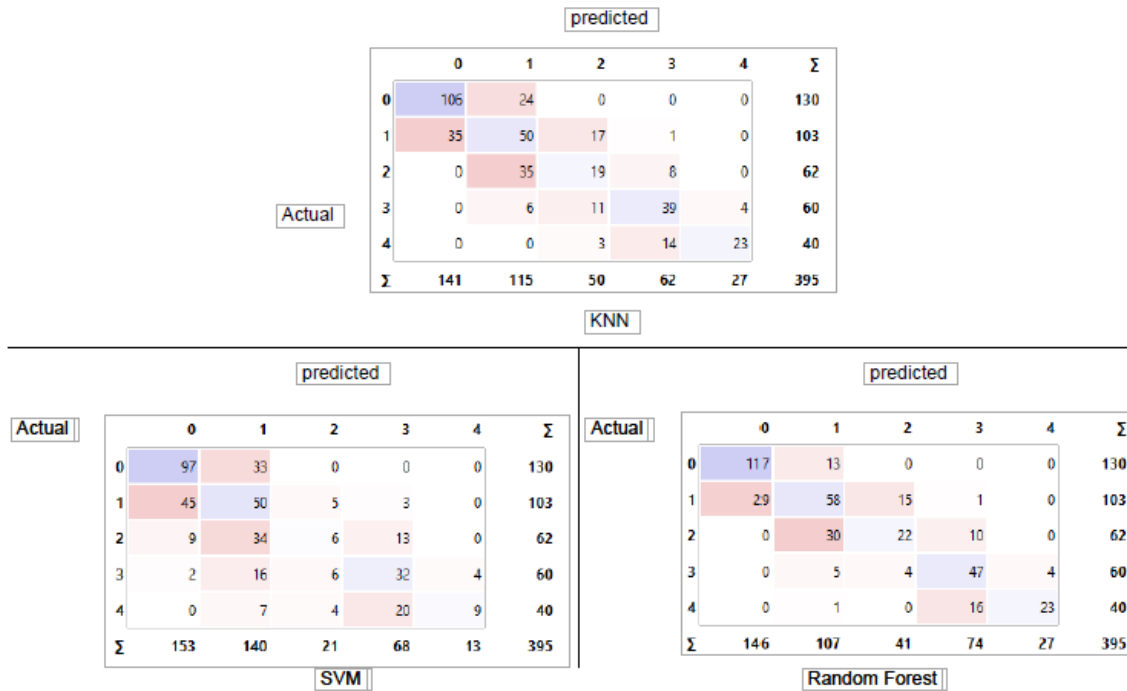 predicted
0 1 2 3 4 Σ
0 106 24 0 0 0 130
1 35 50 17 1 0 103
2 0 35 19 8 0 62
Actual
3 0 6 11 39 4 60
4 0 0 3 14 23 40
Σ 141 115 50 62 27 395
KNN
predicted
Actual
0 1 2 3 4 Σ
0 97 33 0 0 0 130
1 45 50 5 3 0 103
2 9 34 6 13 0 62
3 2 16 6 32 4 60
4 0 7 4 20 9 40
Σ 153 140 21 68 13 395
SVM
predicted
Actual
0 1 2 3 4 Σ
0 117 13 0 0 0 130
1 29 58 15 1 0 103
2 0 30 22 10 0 62
3 0 5 4 47 4 60
4 0 1 0 16 23 40
Σ 146 107 41 74 27 395
Random Forest